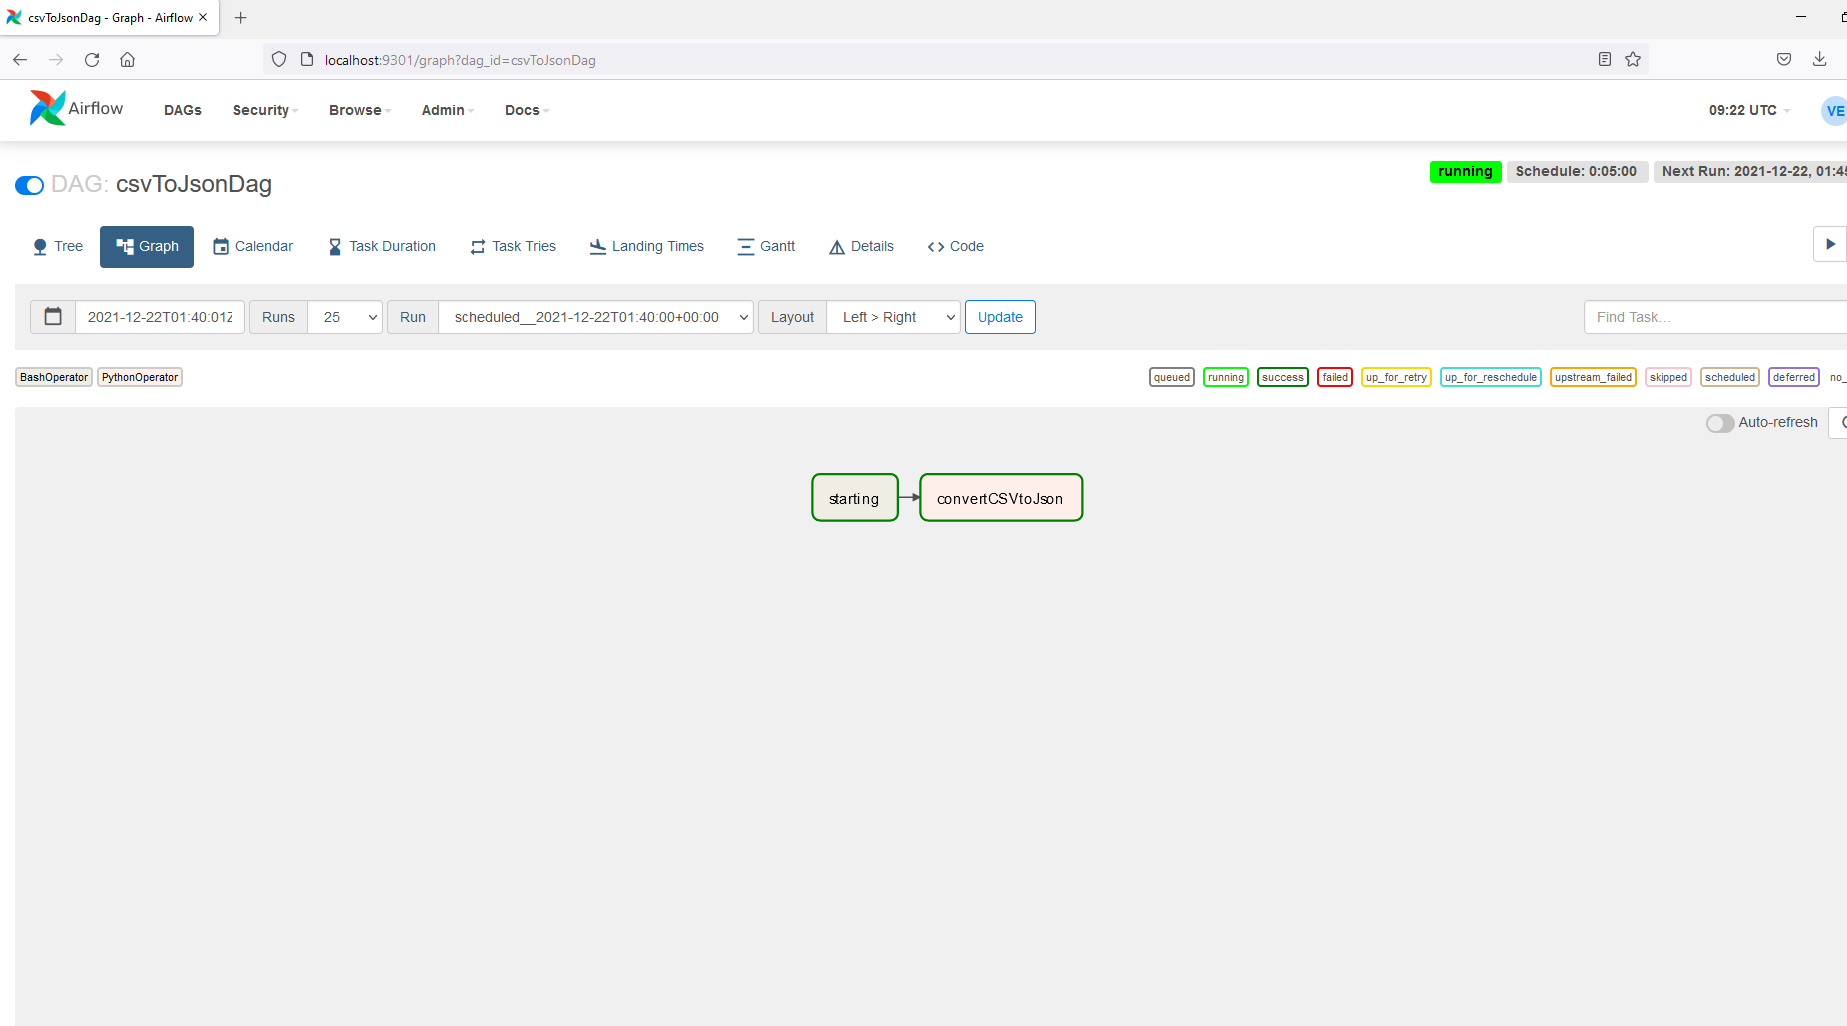 csvToJsonDag - Graph - Airflow
localhost:9301/graph?dag_id=csvToJsonDag
Airflow DAGs Security Browse Admin Docs 09:22 UTC VE
DAG: csvToJsonDag running Schedule: 0:05:00 Next Run: 2021-12-22, 01:45
Tree Graph Calendar Task Duration Task Tries Landing Times Gantt Details Code
2021-12-22T01:40:01Z Runs 25 Run scheduled__2021-12-22T01:40:00+00:00 Layout Left > Right Update Find Task...
BashOperator PythonOperator queued running success failed up_for_retry up_for_reschedule upstream_failed skipped scheduled deferred no_
Auto-refresh
starting convertCSVtoJson